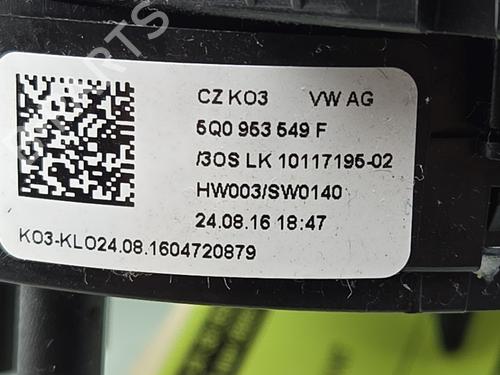 CZ KO3 VW AG
5Q0 953 549 F
/3OS LK 10117195-02
HW003/SW0140
24.08.16 18:47
KO3-KLO24.08.1604720879